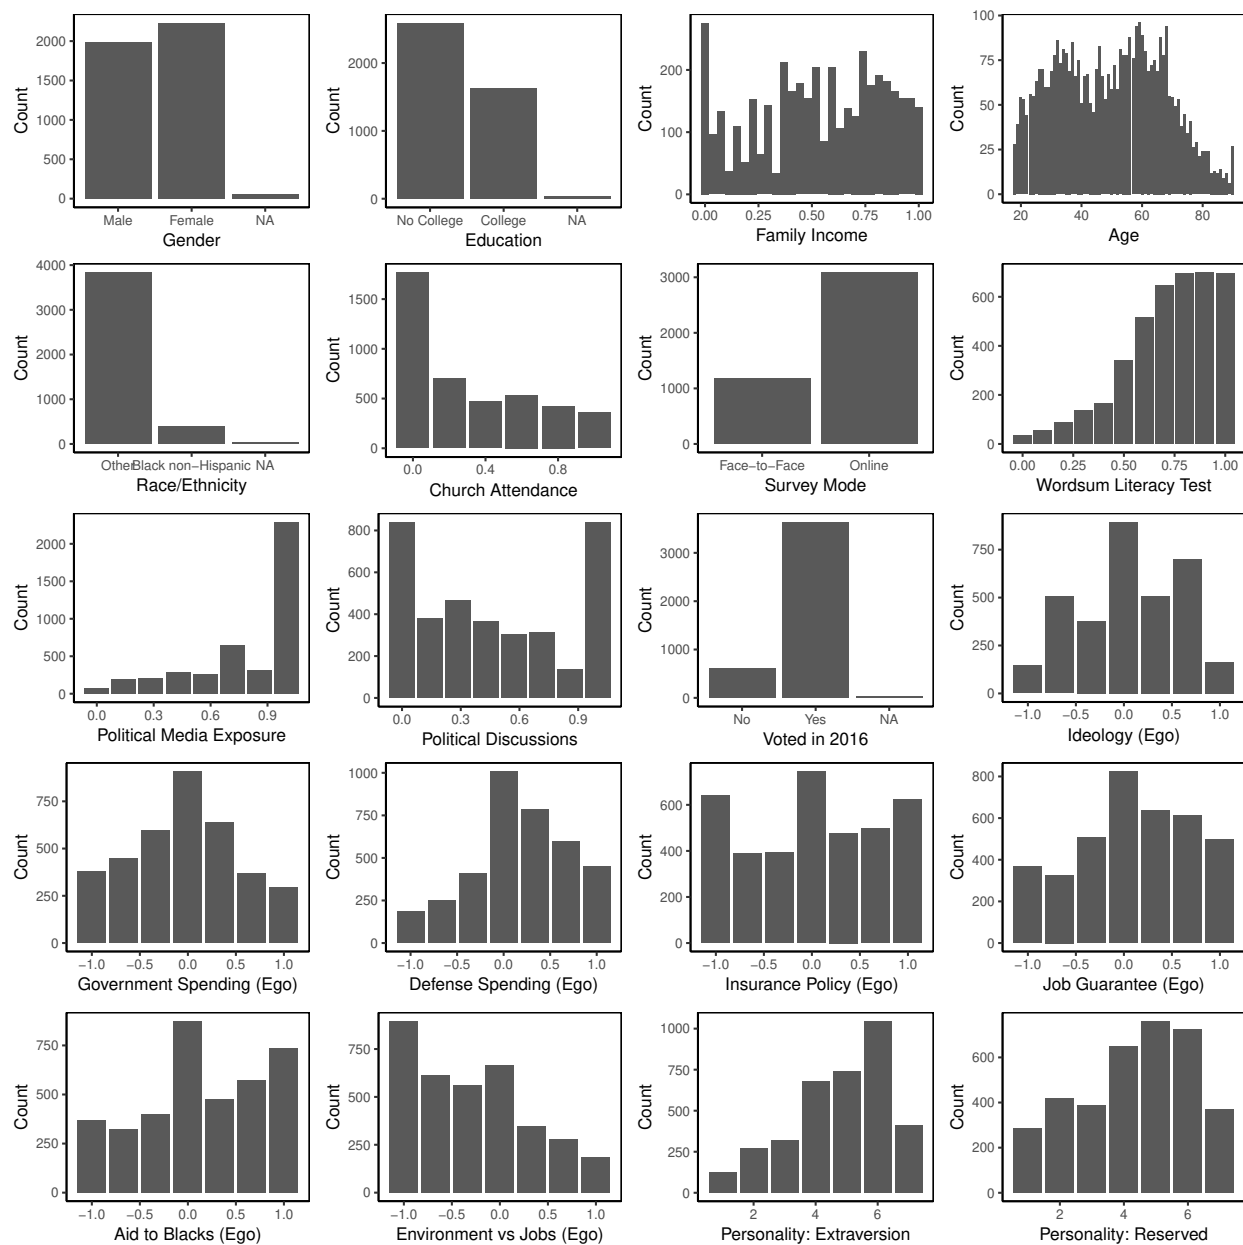 Count
2000
1500
1000
500
0
Male Female NA
Gender
Count
2000
1000
0
No College College NA
Education
Count
200
100
0
0.00 0.25 0.50 0.75 1.00
Family Income
Count
100
75
50
25
0
20 40 60 80
Age
Count
4000
3000
2000
1000
0
Other Black non−Hispanic NA
Race/Ethnicity
Count
1500
1000
500
0
0.0 0.4 0.8
Church Attendance
Count
3000
2000
1000
0
Face−to−Face Online
Survey Mode
Count
600
400
200
0
0.00 0.25 0.50 0.75 1.00
Wordsum Literacy Test
Count
2000
1500
1000
500
0
0.0 0.3 0.6 0.9
Political Media Exposure
Count
800
600
400
200
0
0.0 0.3 0.6 0.9
Political Discussions
Count
3000
2000
1000
0
No Yes NA
Voted in 2016
Count
750
500
250
0
−1.0 −0.5 0.0 0.5 1.0
Ideology (Ego)
Count
750
500
250
0
−1.0 −0.5 0.0 0.5 1.0
Government Spending (Ego)
Count
1000
750
500
250
0
−1.0 −0.5 0.0 0.5 1.0
Defense Spending (Ego)
Count
600
400
200
0
−1.0 −0.5 0.0 0.5 1.0
Insurance Policy (Ego)
Count
800
600
400
200
0
−1.0 −0.5 0.0 0.5 1.0
Job Guarantee (Ego)
Count
750
500
250
0
−1.0 −0.5 0.0 0.5 1.0
Aid to Blacks (Ego)
Count
750
500
250
0
−1.0 −0.5 0.0 0.5 1.0
Environment vs Jobs (Ego)
Count
1000
750
500
250
0
2 4 6
Personality: Extraversion
Count
600
400
200
0
2 4 6
Personality: Reserved